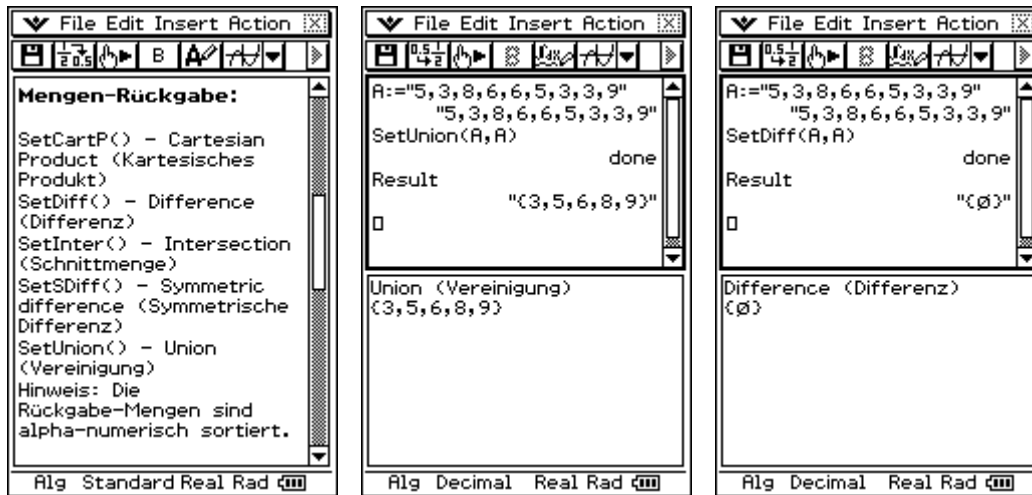 File Edit Insert Action
B
Mengen-Rückgabe:
SetCartP() - Cartesian
Product (Kartesisches
Produkt)
SetDiff() - Difference
(Differenz)
SetInter() - Intersection
(Schnittmenge)
SetSDiff() - Symmetric
difference (Symmetrische
Differenz)
SetUnion() - Union
(Vereinigung)
Hinweis: Die
Rückgabe-Mengen sind
alpha-numerisch sortiert.
Alg Standard Real Rad
File Edit Insert Action
A:="5,3,8,6,6,5,3,3,9"
"5,3,8,6,6,5,3,3,9"
SetUnion(A,A)
done
Result
"{3,5,6,8,9}"
Union (Vereinigung)
{3,5,6,8,9}
Alg Decimal Real Rad
File Edit Insert Action
A:="5,3,8,6,6,5,3,3,9"
"5,3,8,6,6,5,3,3,9"
SetDiff(A,A)
done
Result
"{ø}"
Difference (Differenz)
{ø}
Alg Decimal Real Rad